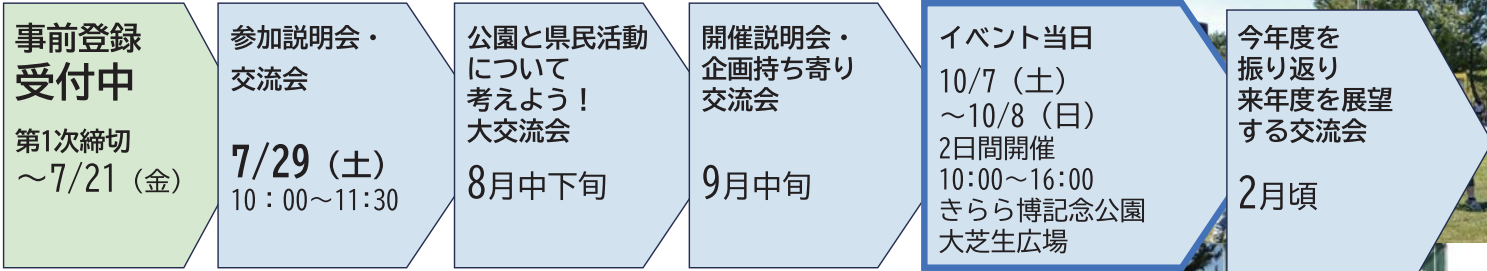 事前登録
受付中
第1次締切
～7/21（金）
参加説明会・
交流会
7/29（土）
10：00～11:30
公園と県民活動
について
考えよう！
大交流会
8月中下旬
開催説明会・
企画持ち寄り
交流会
9月中旬
イベント当日
10/7（土）
～10/8（日）
2日間開催
10:00～16:00
きらら博記念公園
大芝生広場
今年度を
振り返り
来年度を展望
する交流会
2月頃